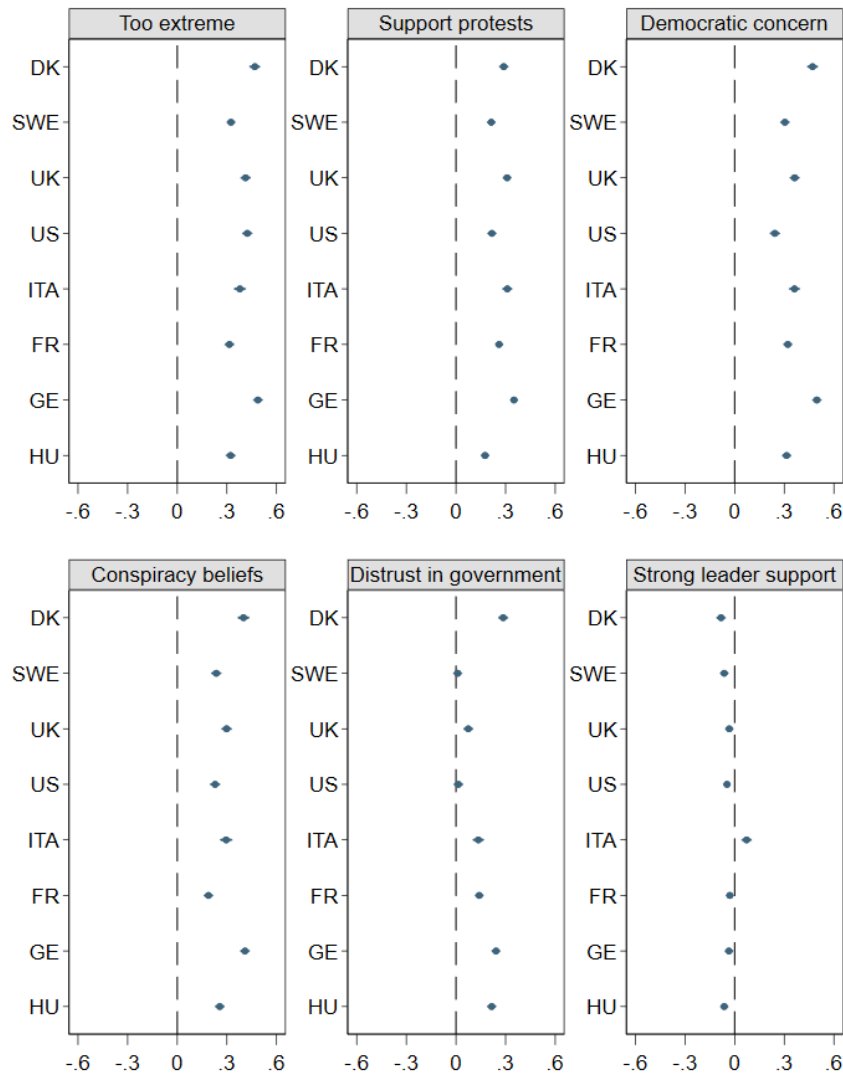 Too extreme Support protests Democratic concern
DK DK DK
SWE SWE SWE
UK UK UK
US US US
ITA ITA ITA
FR FR FR
GE GE GE
HU HU HU
-.6 -.3 0 .3 .6 -.6 -.3 0 .3 .6 -.6 -.3 0 .3 .6
Conspiracy beliefs Distrust in government Strong leader support
DK DK DK
SWE SWE SWE
UK UK UK
US US US
ITA ITA ITA
FR FR FR
GE GE GE
HU HU HU
-.6 -.3 0 .3 .6 -.6 -.3 0 .3 .6 -.6 -.3 0 .3 .6